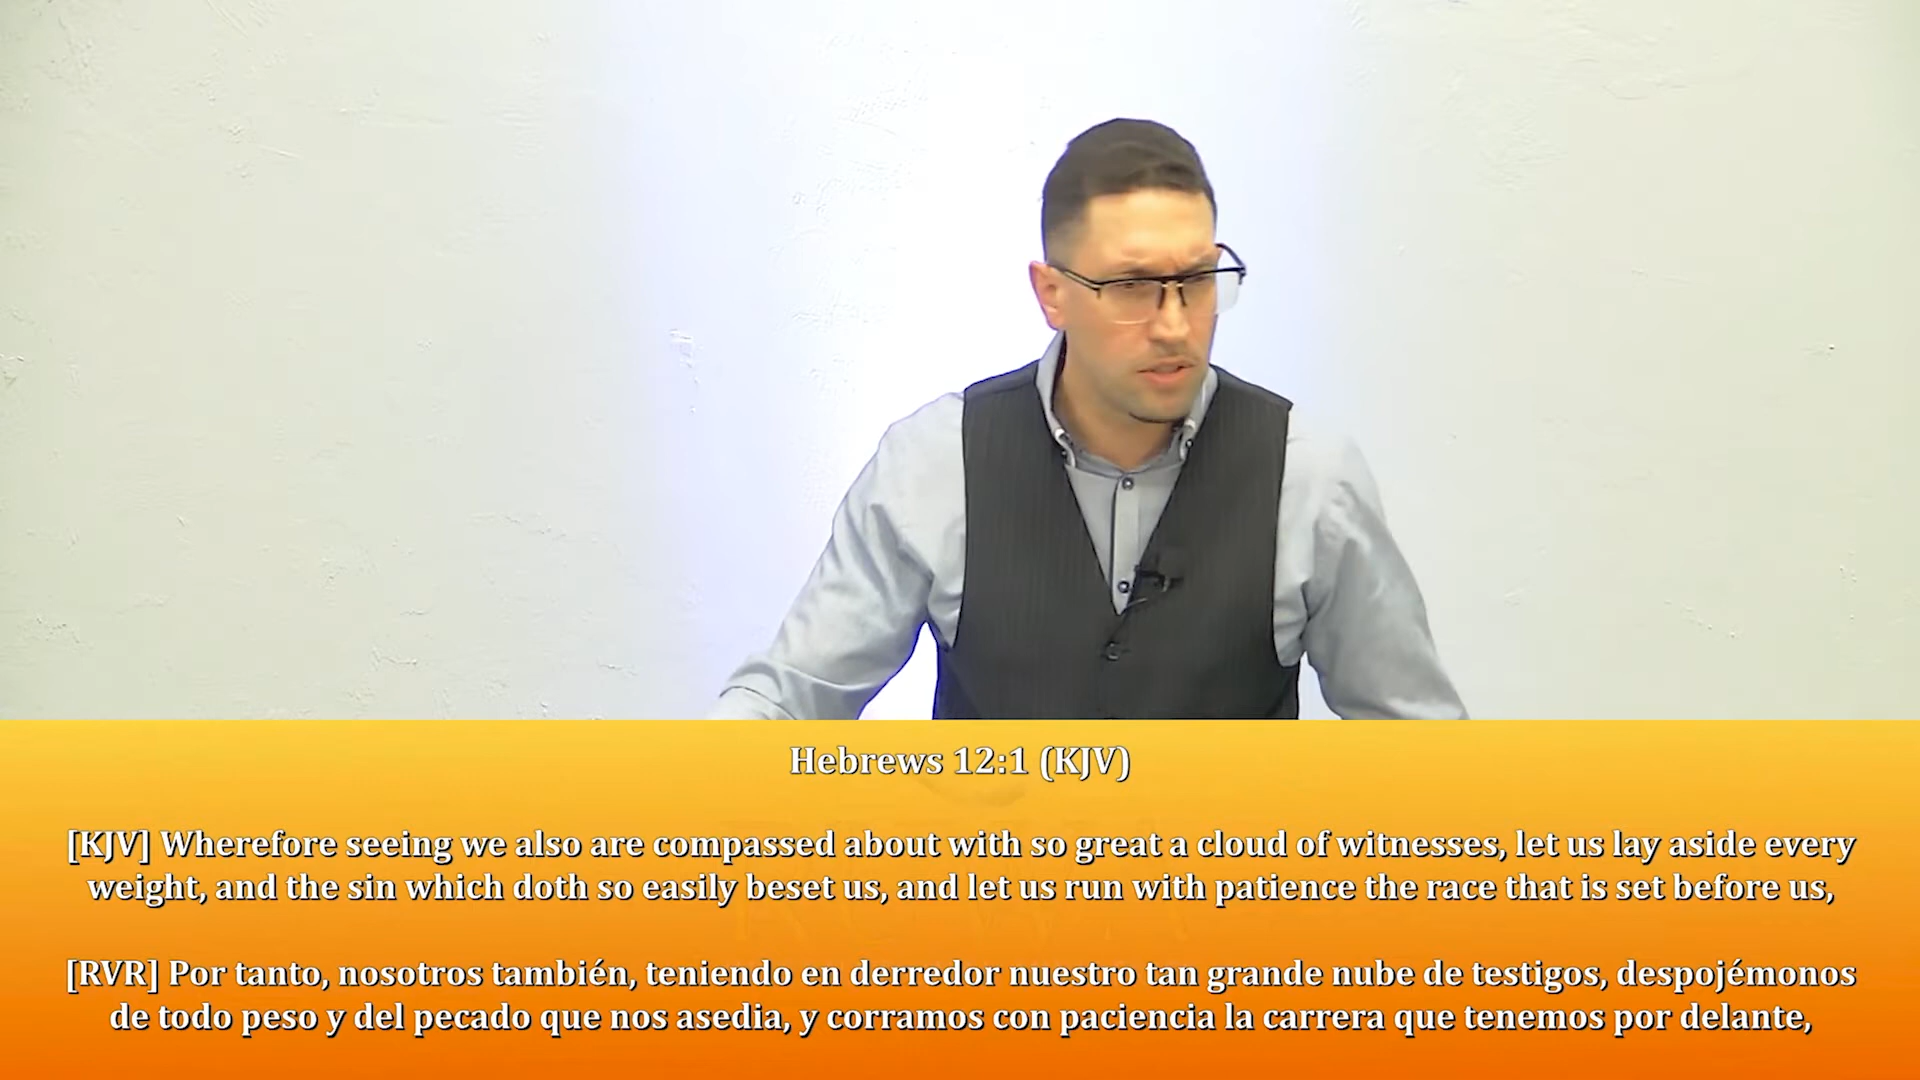 Hebrews 12:1 (KJV)
[KJV] Wherefore seeing we also are compassed about with so great a cloud of witnesses, let us lay aside every
weight, and the sin which doth so easily beset us, and let us run with patience the race that is set before us,
[RVR] Por tanto, nosotros también, teniendo en derredor nuestro tan grande nube de testigos, despojémonos
de todo peso y del pecado que nos asedia, y corramos con paciencia la carrera que tenemos por delante,